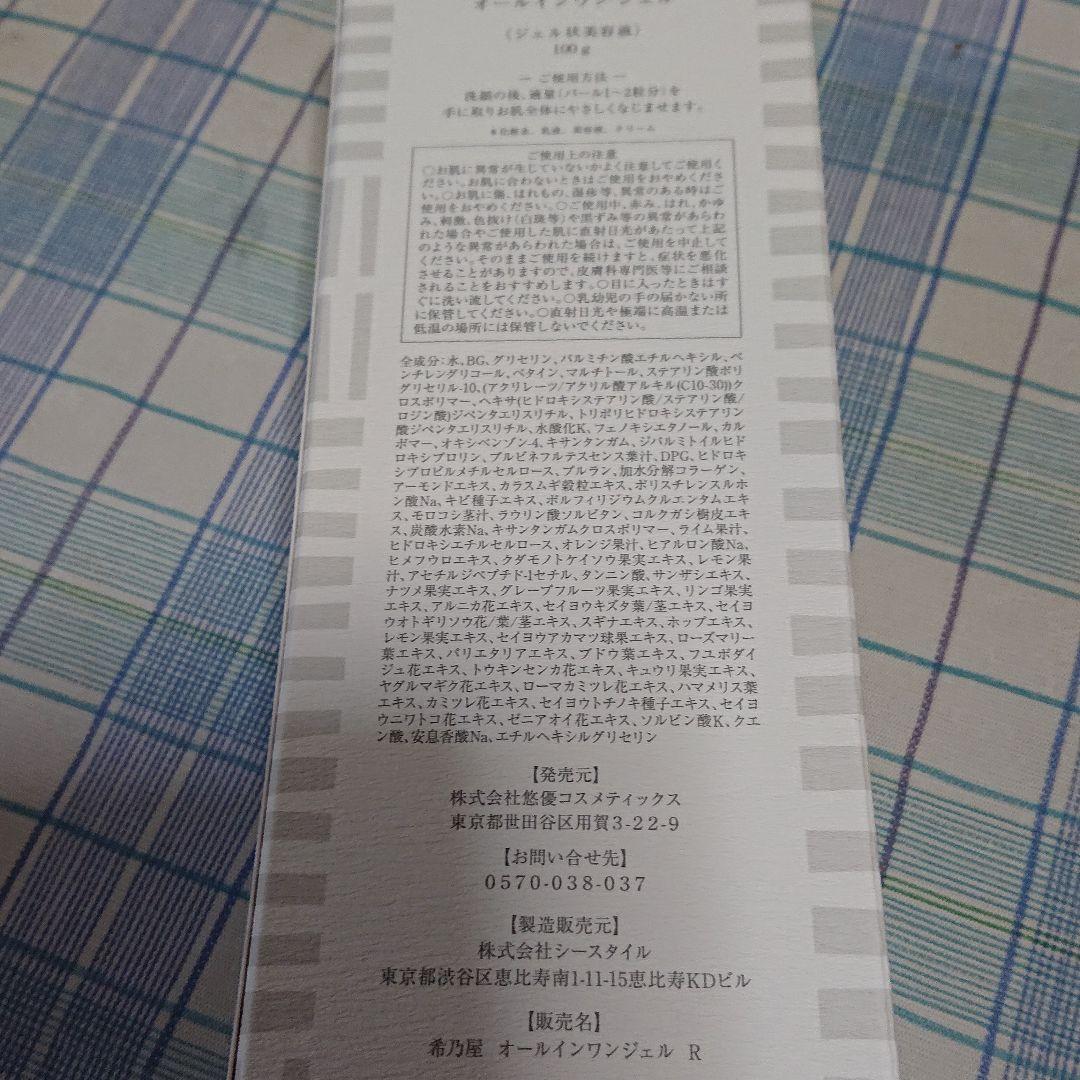 オールインワンジェル
(ジェル状美容液)
100g
― ご使用方法 ―
洗顔の後、適量(パール1~2粒分)を
手に取りお肌全体にやさしくなじませます。
※化粧水、乳液、美容液、クリーム
ご使用上の注意
○お肌に異常が生じていないかよく注意してご使用く
ださい。お肌に合わないときはご使用をおやめくださ
い。○お肌に傷、はれもの、湿疹等、異常のある時はご
使用をおやめください。○ご使用中、赤み、はれ、かゆ
み、刺激、色抜け(白斑等)や黒ずみ等の異常があらわ
れた場合やご使用した肌に直射日光があたって上記
のような異常があらわれた場合は、ご使用を中止して
ください。そのままご使用を続けますと、症状を悪化
させることがありますので、皮膚科専門医等にご相談
されることをおすすめします。○目に入ったときはす
ぐに洗い流してください。○乳幼児の手の届かない所
に保管してください。○直射日光や極端に高温または
低温の場所には保管しないでください。
全成分:水、BG、グリセリン、パルミチン酸エチルヘキシル、ペ
ンチレングリコール、ベタイン、マルチトール、ステアリン酸ポリ
グリセリル-10、(アクリレーツ/アクリル酸アルキル(C10-30))ク
ロスポリマー、ヘキサ(ヒドロキシステアリン酸/ステアリン酸/
ロジン酸)ジペンタエリスリチル、トリポリヒドロキシステアリン
酸ジペンタエリスリチル、水酸化K、フェノキシエタノール、カル
ボマー、オキシベンゾン-4、キサンタンガム、ジパルミトイルヒド
ロキシプロリン、ブルビネフルテスセンス葉汁、DPG、ヒドロキ
シプロピルメチルセルロース、プルラン、加水分解コラーゲン、
アーモンドエキス、カラスムギ穀粒エキス、ポリスチレンスルホ
ン酸Na、キビ種子エキス、ポルフィリジウムクルエンタムエキ
ス、モロコシ茎汁、ラウリン酸ソルビタン、コルクガシ樹皮エキ
ス、炭酸水素Na、キサンタンガムクロスポリマー、ライム果汁、
ヒドロキシエチルセルロース、オレンジ果汁、ヒアルロン酸Na、
ヒメフウロエキス、クダモノトケイソウ果実エキス、レモン果
汁、アセチルジペプチド-1セチル、タンニン酸、サンザシエキス、
ナツメ果実エキス、グレープフルーツ果実エキス、リンゴ果実
エキス、アルニカ花エキス、セイヨウキズタ葉/茎エキス、セイヨ
ウオトギリソウ花/葉/茎エキス、スギナエキス、ホップエキス、
レモン果実エキス、セイヨウアカマツ球果エキス、ローズマリー
葉エキス、パリエタリアエキス、ブドウ葉エキス、フユボダイ
ジュ花エキス、トウキンセンカ花エキス、キュウリ果実エキス、
ヤグルマギク花エキス、ローマカミツレ花エキス、ハマメリス葉
エキス、カミツレ花エキス、セイヨウトチノキ種子エキス、セイヨ
ウニワトコ花エキス、ゼニアオイ花エキス、ソルビン酸K、クエ
ン酸、安息香酸Na、エチルヘキシルグリセリン
【発売元】
株式会社悠優コスメティックス
東京都世田谷区用賀3-22-9
【お問い合せ先】
0570-038-037
【製造販売元】
株式会社シースタイル
東京都渋谷区恵比寿南1-11-15恵比寿KDビル
【販売名】
希乃屋 オールインワンジェル R